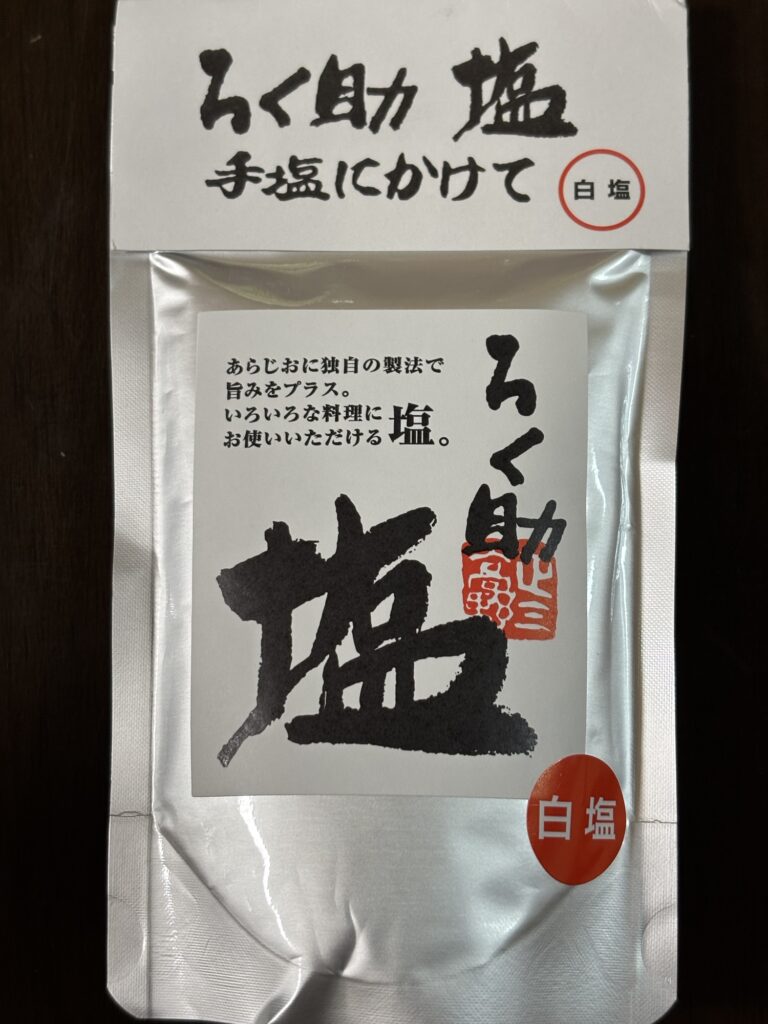 ろく助 塩
手塩にかけて
白塩
あらじおに独自の製法で
旨みをプラス。
いろいろな料理に
お使いいただける塩。
ろく助
塩
白塩